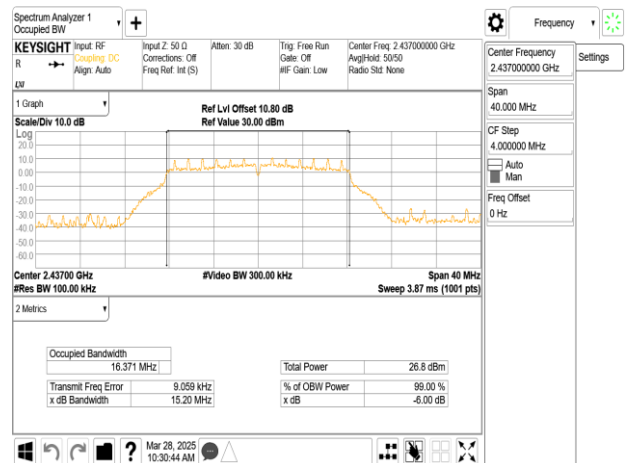 Spectrum Analyzer 1
Occupied BW
Frequency
KEYSIGHT
R
Input: RF
Coupling: DC
Align: Auto
Input Z: 50 Ω
Corrections: Off
Freq Ref: Int (S)
Atten: 30 dB
Trig: Free Run
Gate: Off
#IF Gain: Low
Center Freq: 2.437000000 GHz
Avg|Hold: 50/50
Radio Std: None
Center Frequency
2.437000000 GHz
Settings
Span
40.000 MHz
CF Step
4.000000 MHz
Auto
Man
Freq Offset
0 Hz
1 Graph
Scale/Div 10.0 dB
Ref Lvl Offset 10.80 dB
Ref Value 30.00 dBm
Log
20.0
10.0
0.00
-10.0
-20.0
-30.0
-40.0
-50.0
-60.0
Center 2.43700 GHz
#Res BW 100.00 kHz
#Video BW 300.00 kHz
Span 40 MHz
Sweep 3.87 ms (1001 pts)
2 Metrics
Occupied Bandwidth
16.371 MHz
Total Power 26.8 dBm
Transmit Freq Error 9.059 kHz
% of OBW Power 99.00 %
x dB Bandwidth 15.20 MHz
x dB -6.00 dB
?
Mar 28, 2025
10:30:44 AM